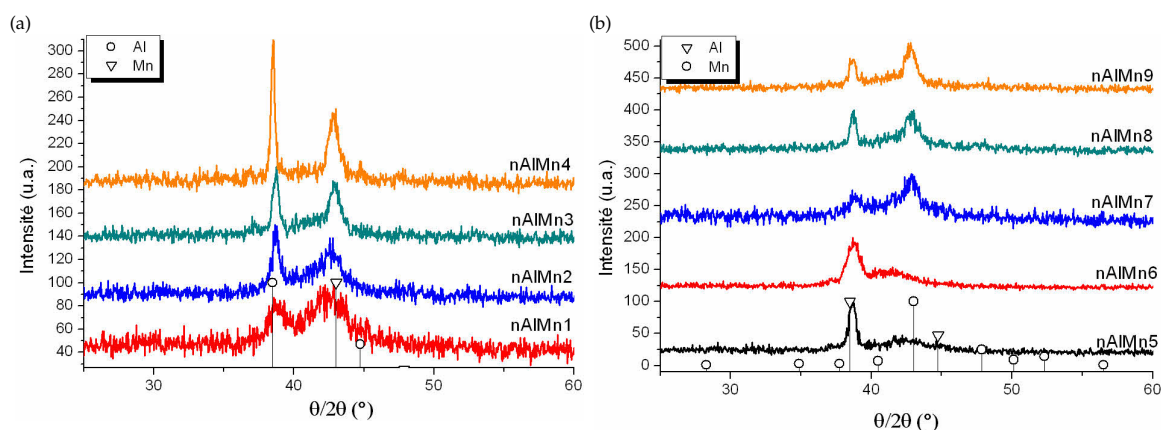 (a)
Al
Mn
Intensité (u.a.)
300
280
260
240
220
200
180
160
140
120
100
80
60
40
nAlMn4
nAlMn3
nAlMn2
nAlMn1
30
40
50
60
θ/2θ (°)
(b)
Al
Mn
Intensité (u.a.)
500
450
400
350
300
250
200
150
100
50
0
nAlMn9
nAlMn8
nAlMn7
nAlMn6
nAlMn5
30
40
50
60
θ/2θ (°)